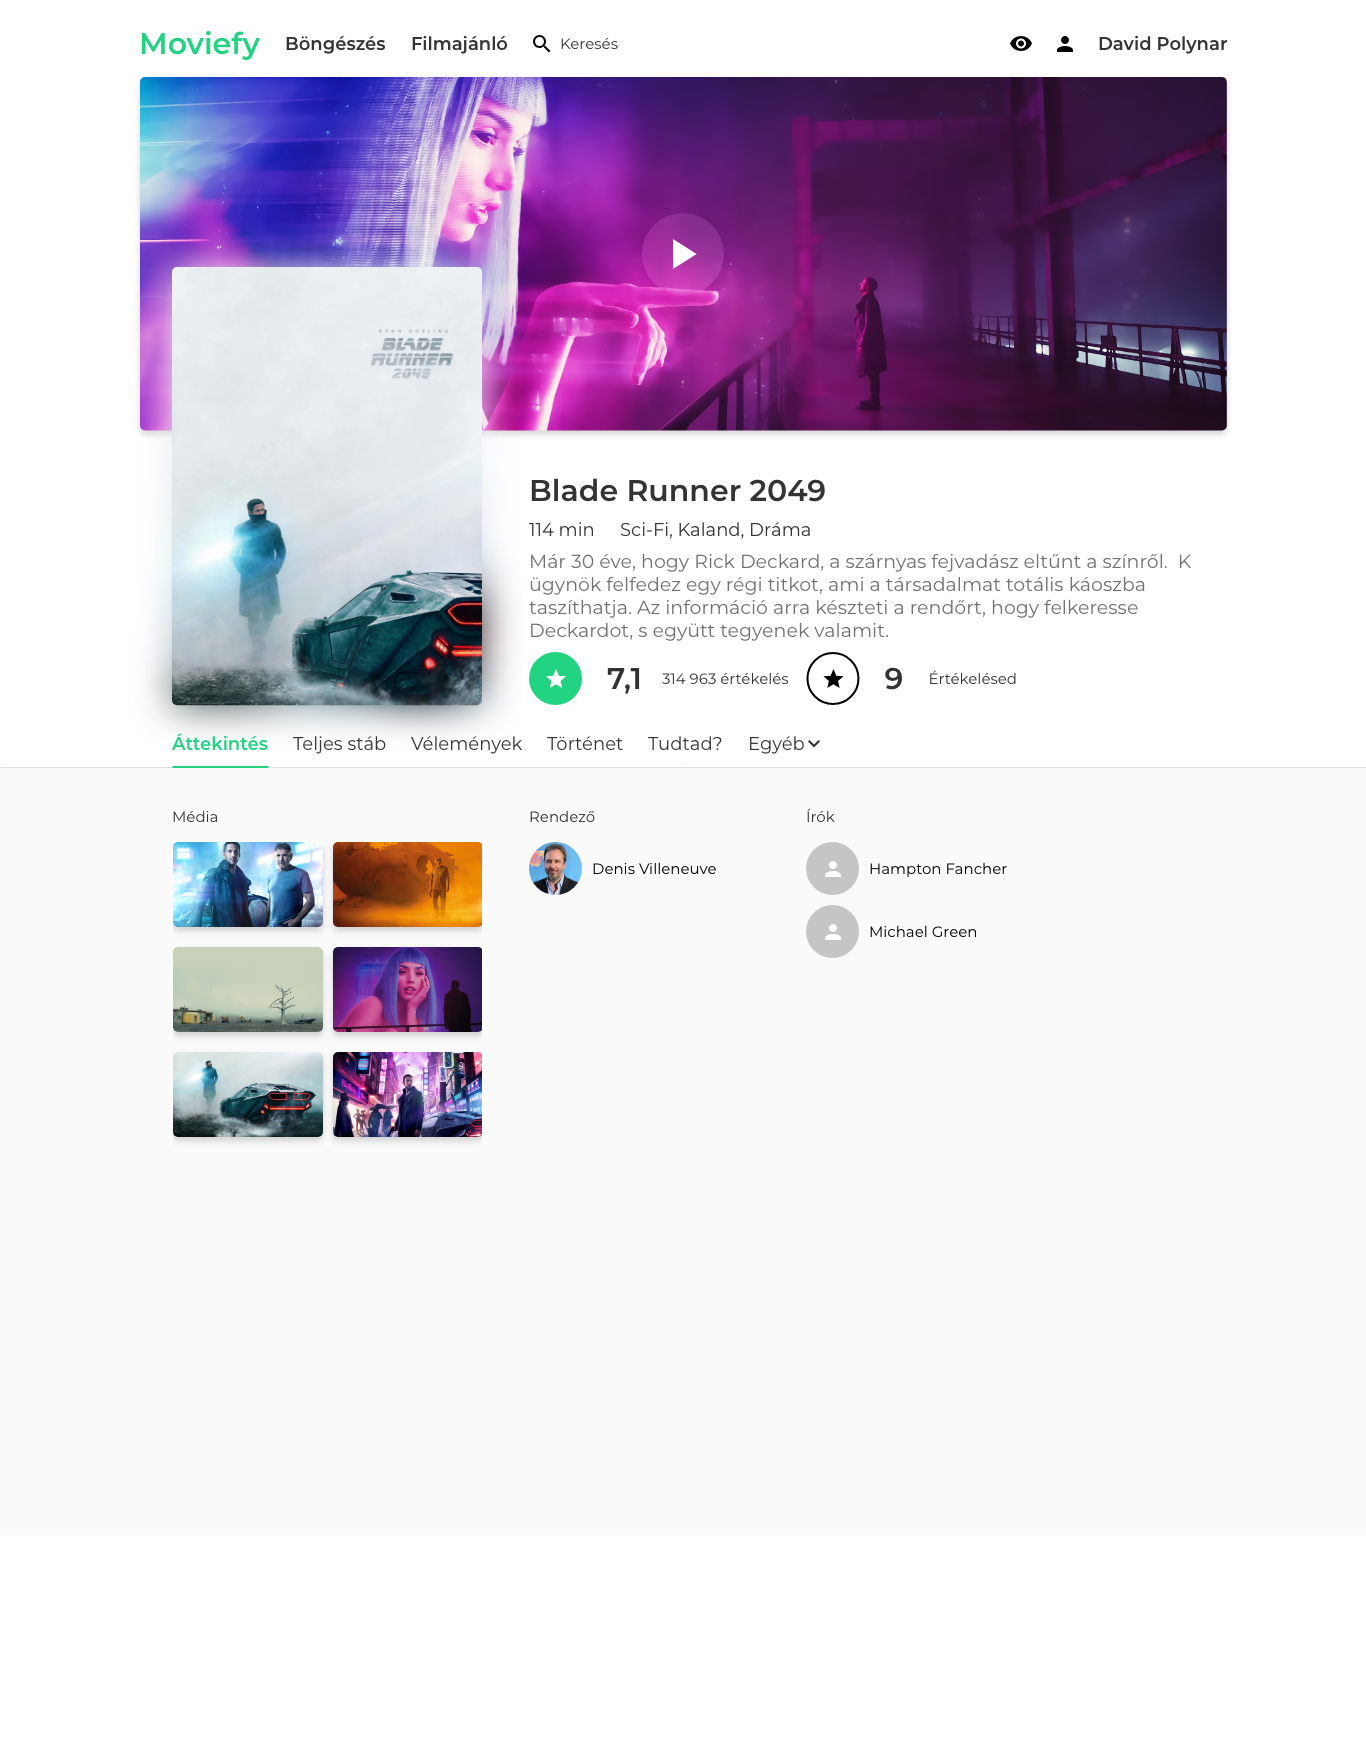 Moviefy Böngészés Filmajánló Keresés David Polynar
RYAN GOSLING
BLADE
RUNNER
2049
Blade Runner 2049
114 min Sci-Fi, Kaland, Dráma
Már 30 éve, hogy Rick Deckard, a szárnyas fejvadász eltűnt a színről. K
ügynök felfedez egy régi titkot, ami a társadalmat totális káoszba
taszíthatja. Az információ arra készteti a rendőrt, hogy felkeresse
Deckardot, s együtt tegyenek valamit.
7,1 314 963 értékelés 9 Értékelésed
Áttekintés Teljes stáb Vélemények Történet Tudtad? Egyéb
Média Rendező Írók
Denis Villeneuve Hampton Fancher
Michael Green